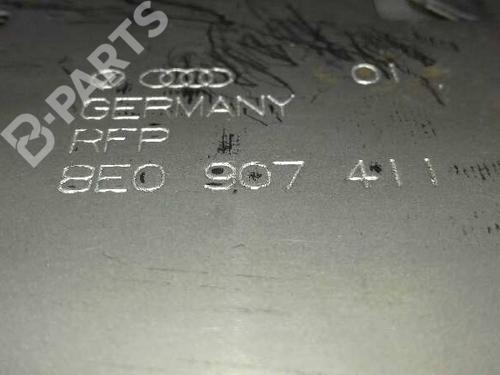 B-PARTS
01
GERMANY
RFP
8E0 907 411